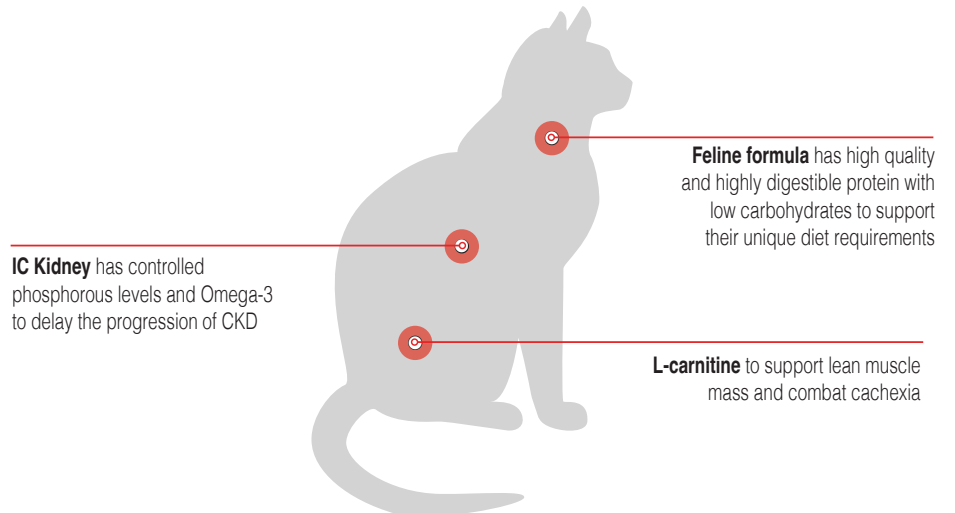 Feline formula has high quality
and highly digestible protein with
low carbohydrates to support
their unique diet requirements
IC Kidney has controlled
phosphorous levels and Omega-3
to delay the progression of CKD
L-carnitine to support lean muscle
mass and combat cachexia